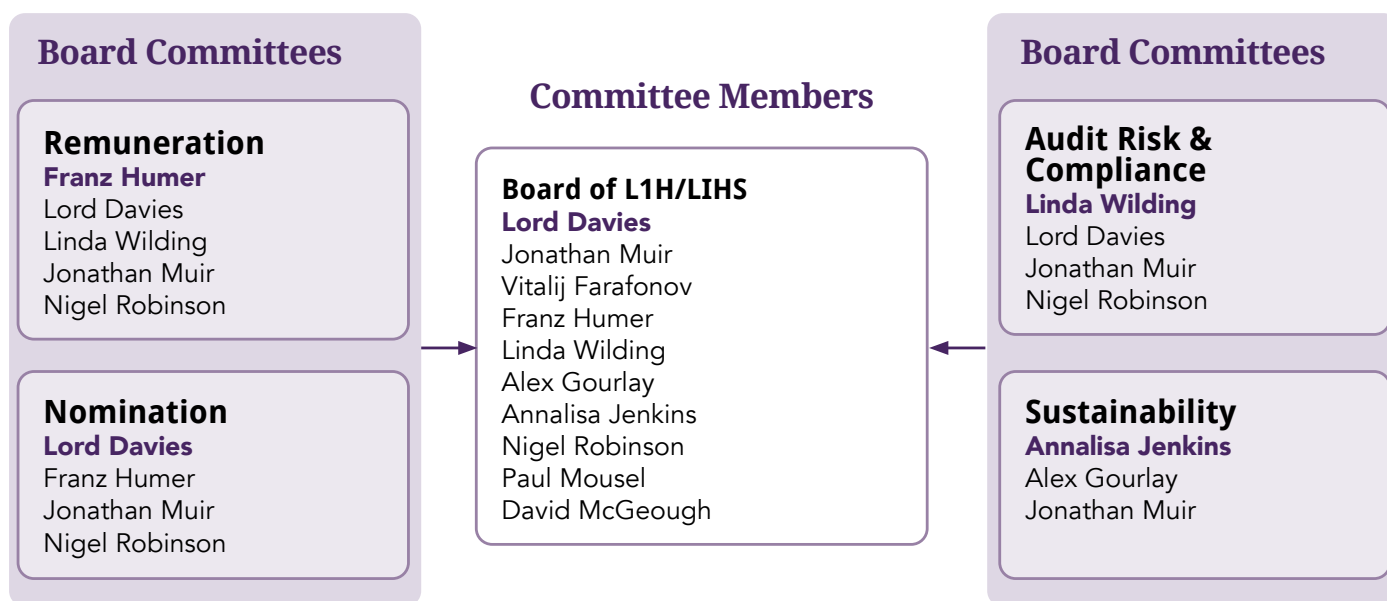 Board Committees
Remuneration
Franz Humer
Lord Davies
Linda Wilding
Jonathan Muir
Nigel Robinson
Nomination
Lord Davies
Franz Humer
Jonathan Muir
Nigel Robinson
Committee Members
Board of L1H/LIHS
Lord Davies
Jonathan Muir
Vitalij Farafonov
Franz Humer
Linda Wilding
Alex Gourlay
Annalisa Jenkins
Nigel Robinson
Paul Mousel
David McGeough
Board Committees
Audit Risk &
Compliance
Linda Wilding
Lord Davies
Jonathan Muir
Nigel Robinson
Sustainability
Annalisa Jenkins
Alex Gourlay
Jonathan Muir